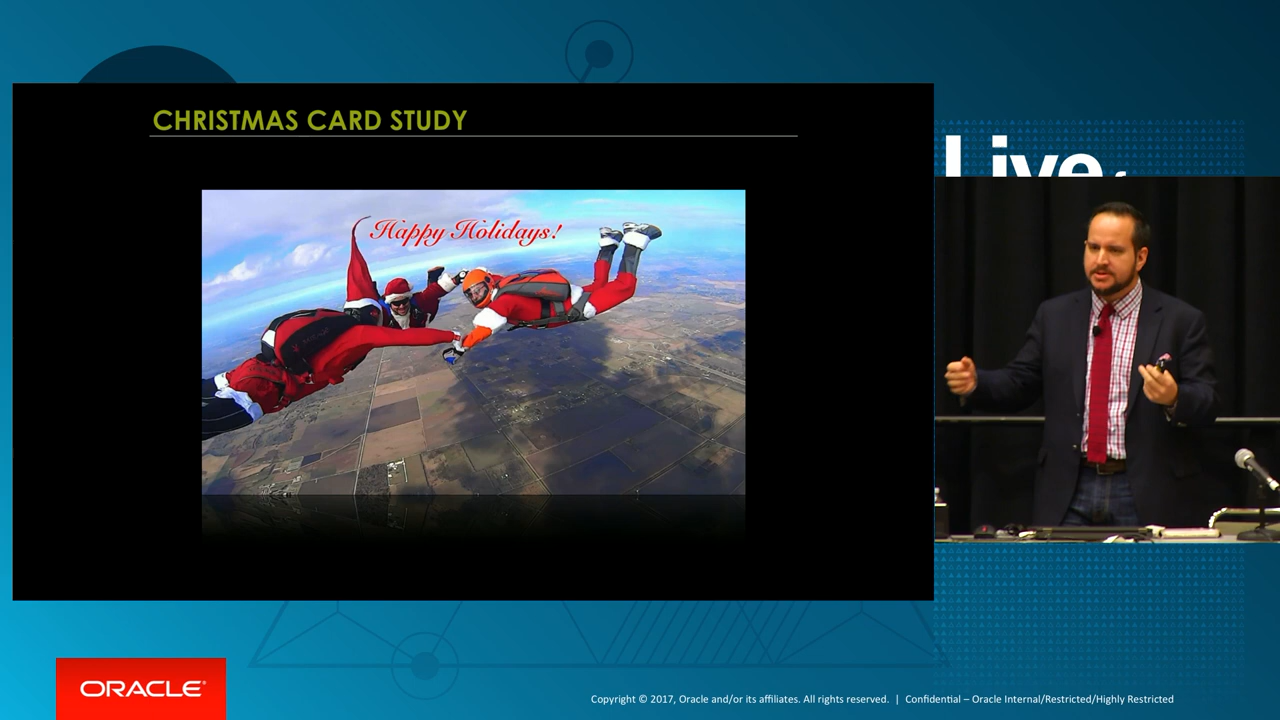 CHRISTMAS CARD STUDY
Happy Holidays!
Live
ORACLE®
Copyright © 2017, Oracle and/or its affiliates. All rights reserved. | Confidential – Oracle Internal/Restricted/Highly Restricted